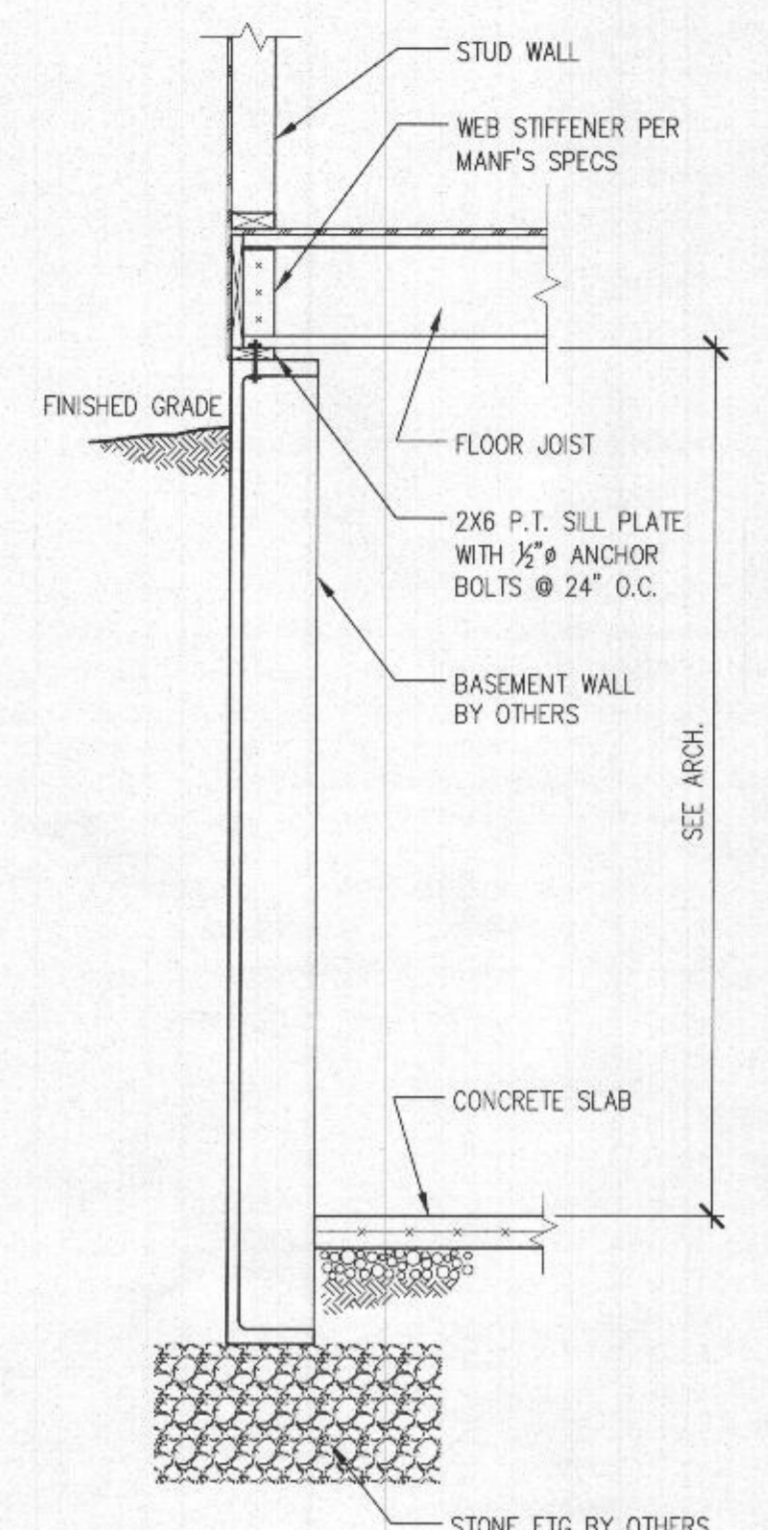 STUD WALL
WEB STIFFENER PER
MANF'S SPECS
FINISHED GRADE
FLOOR JOIST
2X6 P.T. SILL PLATE
WITH ½"ø ANCHOR
BOLTS @ 24" O.C.
BASEMENT WALL
BY OTHERS
SEE ARCH.
CONCRETE SLAB
STONE FTG BY OTHERS